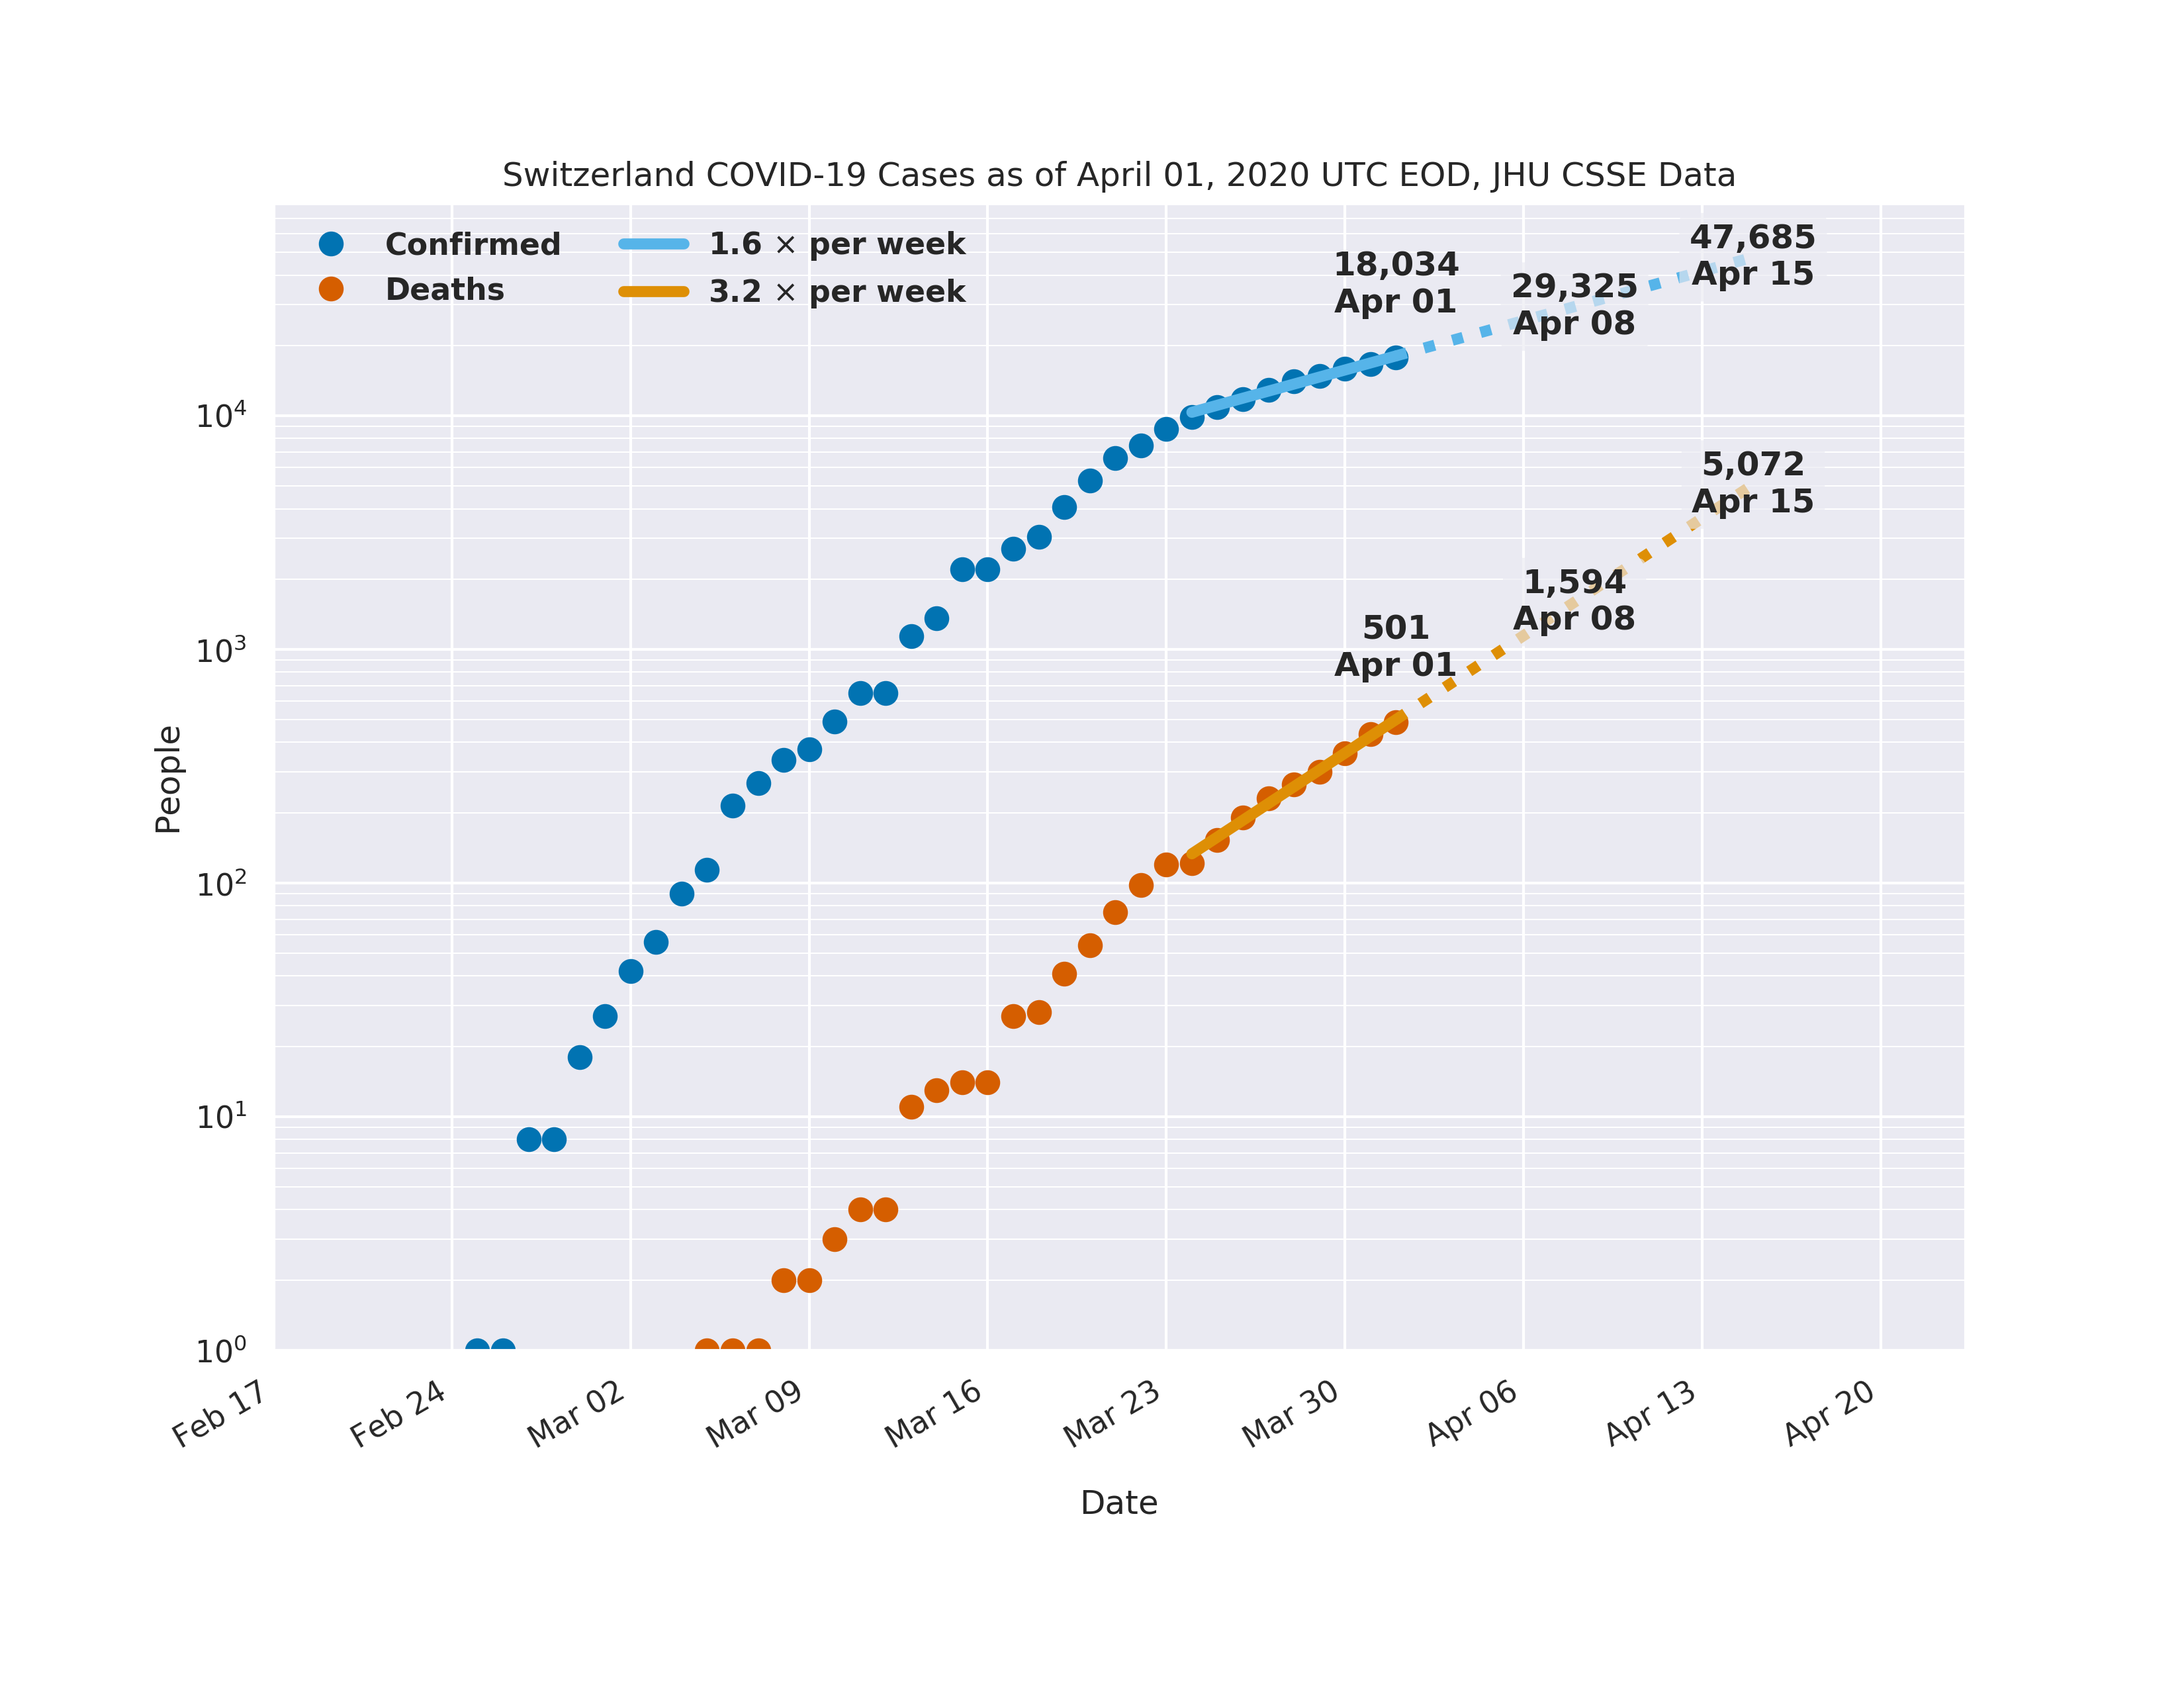 Switzerland COVID-19 Cases as of April 01, 2020 UTC EOD, JHU CSSE Data
Confirmed
Deaths
1.6 × per week
3.2 × per week
18,034
Apr 01
29,325
Apr 08
47,685
Apr 15
501
Apr 01
1,594
Apr 08
5,072
Apr 15
People
10⁴
10³
10²
10¹
10⁰
Feb 17
Feb 24
Mar 02
Mar 09
Mar 16
Mar 23
Mar 30
Apr 06
Apr 13
Apr 20
Date